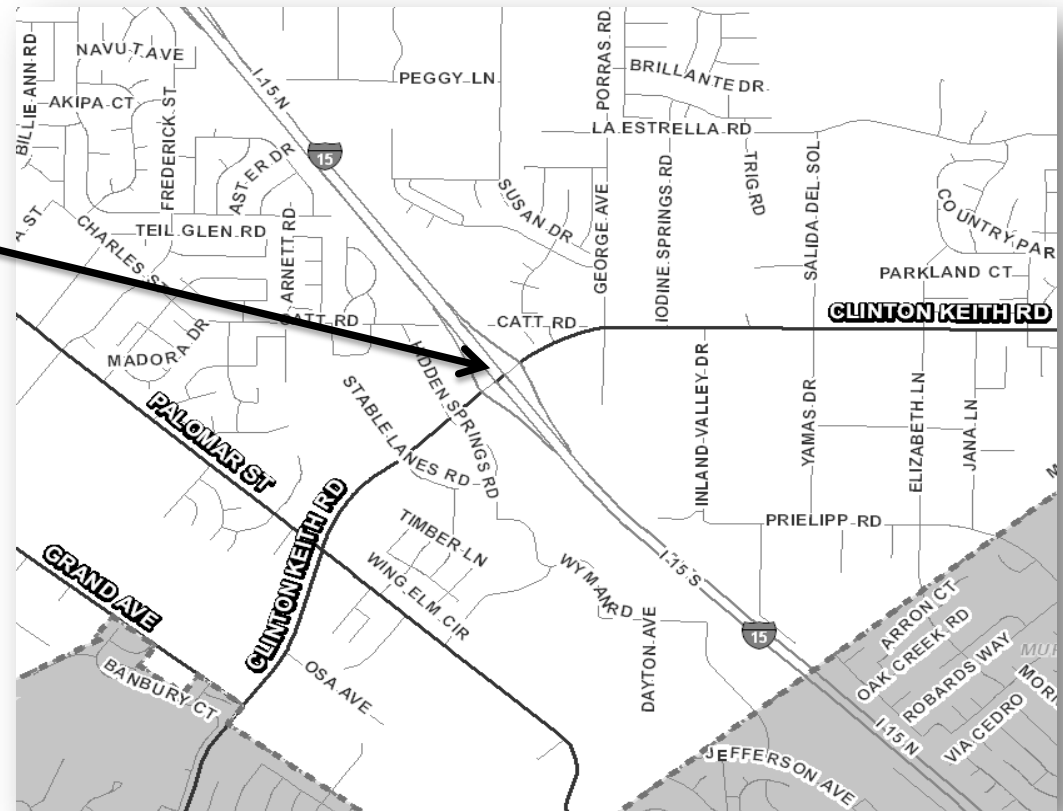 BILLIE-ANN-RD
NAVUT AVE
AKIPA-CT
FREDERICK ST
I-15-N
PEGGY-LN
PORRAS-RD
BRILLANTE DR
LA ESTRELLA-RD
15
ASTER DR
TEIL GLEN RD
CHARLES ST
ARNETT RD
SUSAN DR
GEORGE AVE
IODINE SPRINGS-RD
TRIG-RD
SALIDA-DEL SOL
COUNTRY PAR
PARKLAND CT
CLINTON KEITH RD
CATT-RD
CATT-RD
MADORA DR
HIDDEN SPRINGS-RD
STABLE LANES RD
PALOMAR ST
INLAND-VALLEY-DR
YAMAS-DR
ELIZABETH-LN
JANA-LN
PRIELIPP-RD
CLINTON KEITH RD
TIMBER-LN
WING ELM CIR
WYMAN RD
I-15 S
GRAND AVE
BANBURY CT
OSA AVE
DAYTON AVE
15
ARRON CT
OAK CREEK RD
ROBARDS WAY
VIA CEDRO
I-15 N
JEFFERSON AVE